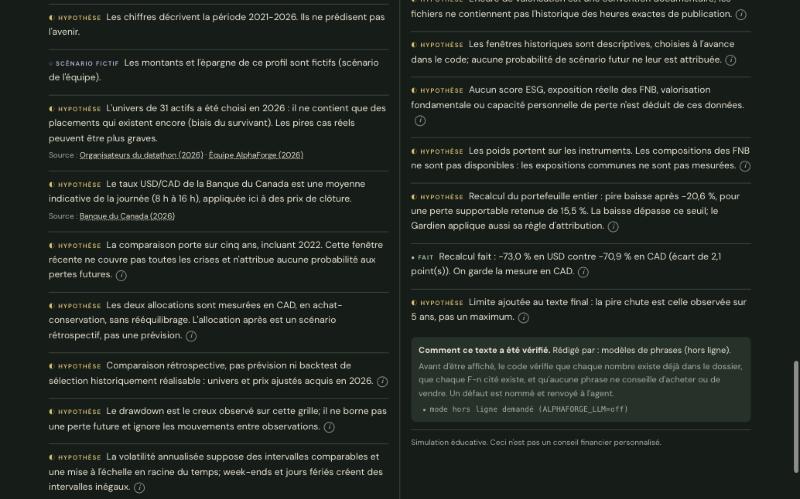 HYPOTHÈSE Les chiffres décrivent la période 2021-2026. Ils ne prédisent pas
l'avenir.
SCÉNARIO FICTIF Les montants et l'épargne de ce profil sont fictifs (scénario
de l'équipe).
HYPOTHÈSE L'univers de 31 actifs a été choisi en 2026 : il ne contient que des
placements qui existent encore (biais du survivant). Les pires cas réels
peuvent être plus graves.
Source : Organisateurs du datathon (2026) · Équipe AlphaForge (2026)
HYPOTHÈSE Le taux USD/CAD de la Banque du Canada est une moyenne
indicative de la journée (8 h à 16 h), appliquée ici à des prix de clôture.
Source : Banque du Canada (2026)
HYPOTHÈSE La comparaison porte sur cinq ans, incluant 2022. Cette fenêtre
récente ne couvre pas toutes les crises et n'attribue aucune probabilité aux
pertes futures. i
HYPOTHÈSE Les deux allocations sont mesurées en CAD, en achat-
conservation, sans rééquilibrage. L'allocation après est un scénario
rétrospectif, pas une prévision. i
HYPOTHÈSE Comparaison rétrospective, pas prévision ni backtest de
sélection historiquement réalisable : univers et prix ajustés acquis en 2026. i
HYPOTHÈSE Le drawdown est le creux observé sur cette grille; il ne borne pas
une perte future et ignore les mouvements entre observations. i
HYPOTHÈSE La volatilité annualisée suppose des intervalles comparables et
une mise à l'échelle en racine du temps; week-ends et jours fériés créent des
intervalles inégaux. i
fichiers ne contiennent pas l'historique des heures exactes de publication. i
HYPOTHÈSE Les fenêtres historiques sont descriptives, choisies à l'avance
dans le code; aucune probabilité de scénario futur ne leur est attribuée. i
HYPOTHÈSE Aucun score ESG, exposition réelle des FNB, valorisation
fondamentale ou capacité personnelle de perte n'est déduit de ces données.
i
HYPOTHÈSE Les poids portent sur les instruments. Les compositions des FNB
ne sont pas disponibles : les expositions communes ne sont pas mesurées. i
HYPOTHÈSE Recalcul du portefeuille entier : pire baisse après −20,6 %, pour
une perte supportable retenue de 15,5 %. La baisse dépasse ce seuil; le
Gardien applique aussi sa règle d'attribution. i
FAIT Recalcul fait : −73,0 % en USD contre −70,9 % en CAD (écart de 2,1
point(s)). On garde la mesure en CAD. i
HYPOTHÈSE Limite ajoutée au texte final : la pire chute est celle observée sur
5 ans, pas un maximum. i
Comment ce texte a été vérifié. Rédigé par : modèles de phrases (hors ligne).
Avant d'être affiché, le code vérifie que chaque nombre existe déjà dans le dossier,
que chaque F-n cité existe, et qu'aucune phrase ne conseille d'acheter ou de
vendre. Un défaut est nommé et renvoyé à l'agent.
• mode hors ligne demandé (ALPHAFORGE_LLM=off)
Simulation éducative. Ceci n'est pas un conseil financier personnalisé.